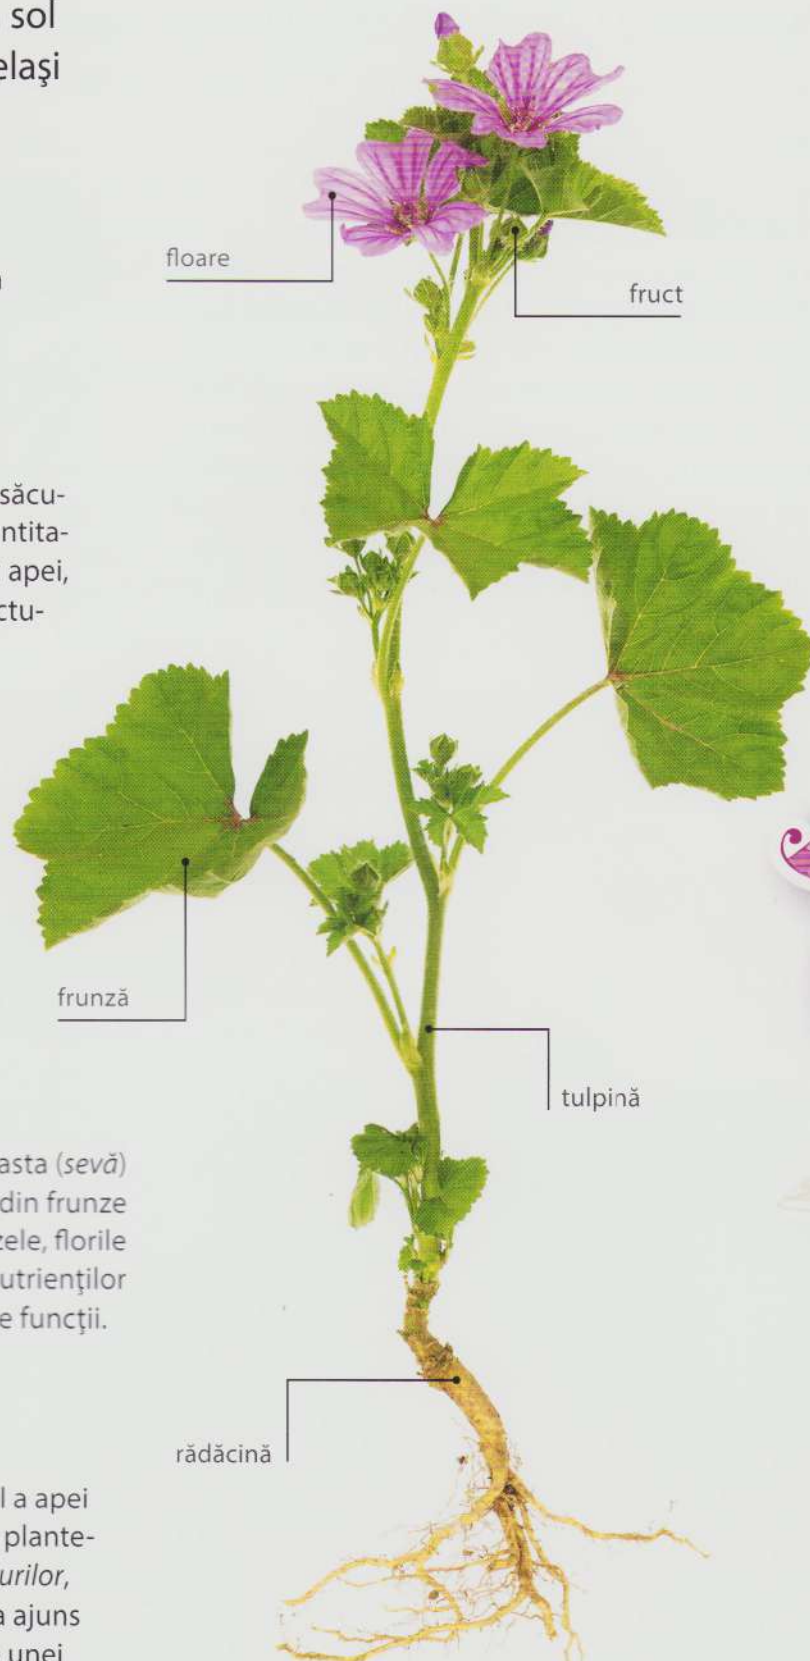 sol
elaşi
floare
fruct
săcu-
ntita-
apei,
ctu-
frunză
tulpină
asta (sevă)
din frunze
zele, florile
utrienţilor
e funcţii.
rădăcină
l a apei
plante-
urilor,
a ajuns
unei